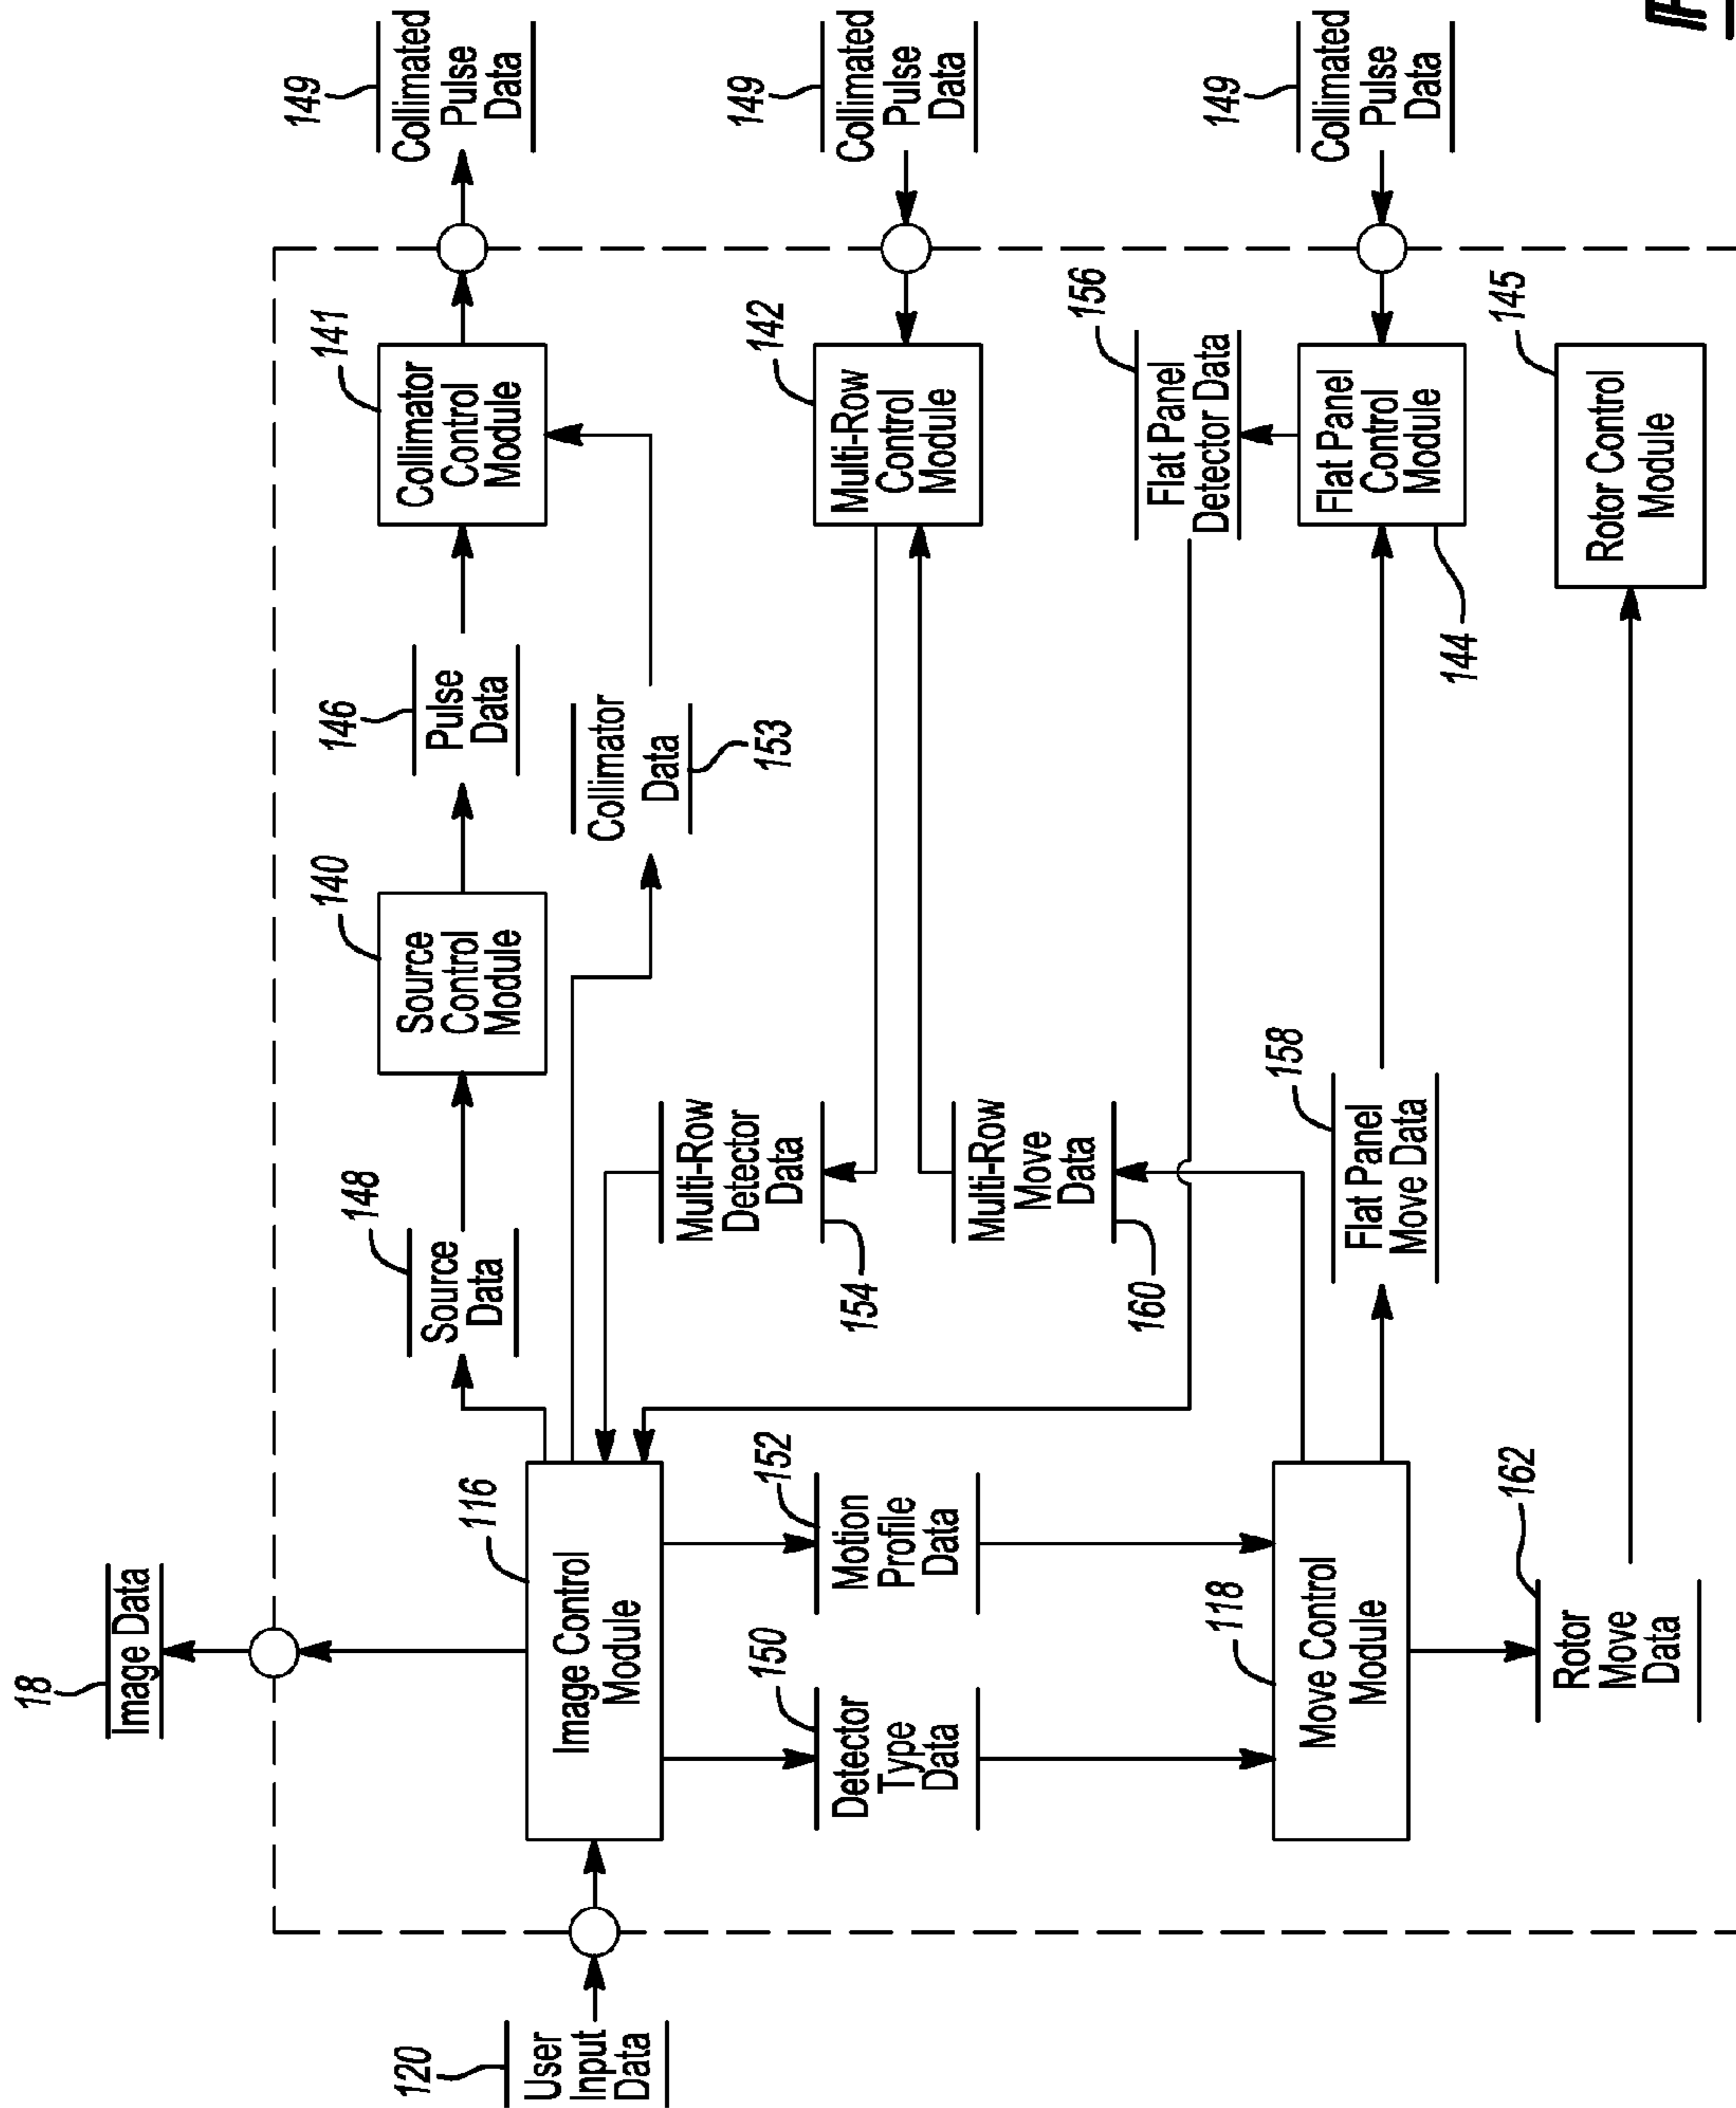 18
Image Data
120
User
Input
Data
116
Image Control
Module
148
Source
Data
140
Source
Control
Module
146
Pulse
Data
141
Collimator
Control
Module
149
Collimated
Pulse
Data
Collimator
Data
153
Multi-Row
Detector
Data
154
142
Multi-Row
Control
Module
149
Collimated
Pulse
Data
150
Detector
Type
Data
152
Motion
Profile
Data
Multi-Row
Move
Data
160
156
Flat Panel
Detector Data
118
Move Control
Module
158
Flat Panel
Move Data
Flat Panel
Control
Module
144
149
Collimated
Pulse
Data
162
Rotor
Move
Data
145
Rotor Control
Module